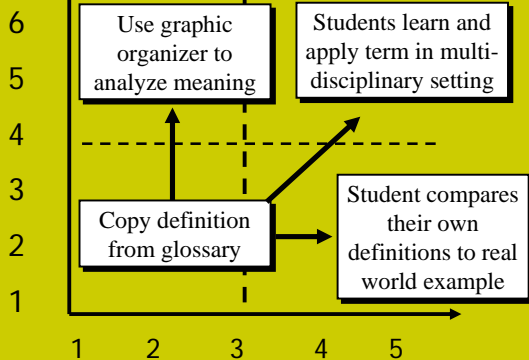 6
Use graphic
organizer to
analyze meaning
Students learn and
apply term in multi-
disciplinary setting
5
4
3
Copy definition
from glossary
Student compares
their own
definitions to real
world example
2
1
1 2 3 4 5